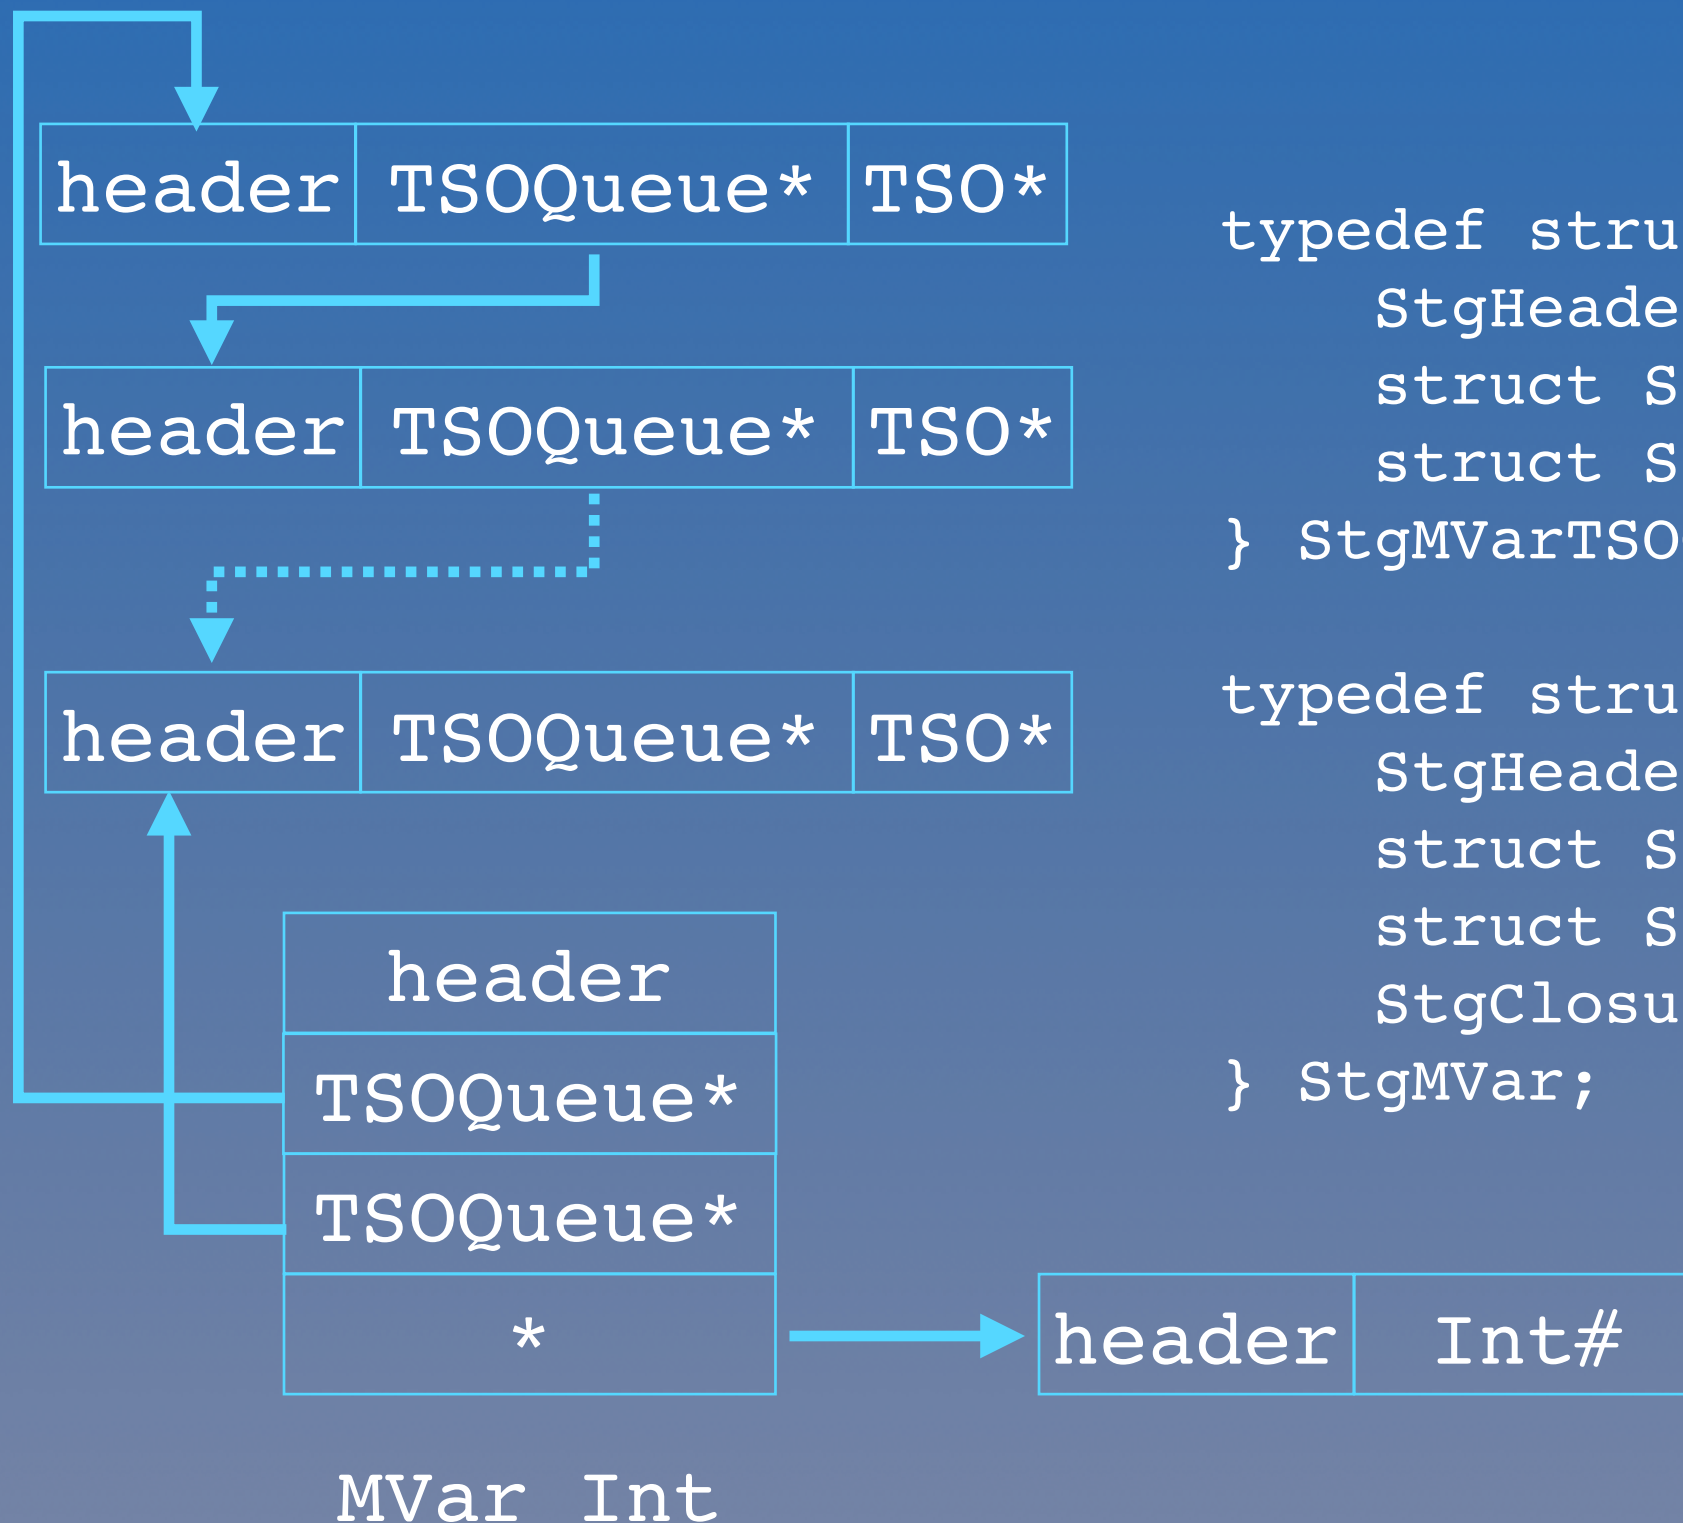 header TSOQueue* TSO*
header TSOQueue* TSO*
header TSOQueue* TSO*
header
TSOQueue*
TSOQueue*
*
header Int#
MVar Int
typedef stru
StgHeade
struct S
struct S
} StgMVarTSO
typedef stru
StgHeade
struct S
struct S
StgClosu
} StgMVar;